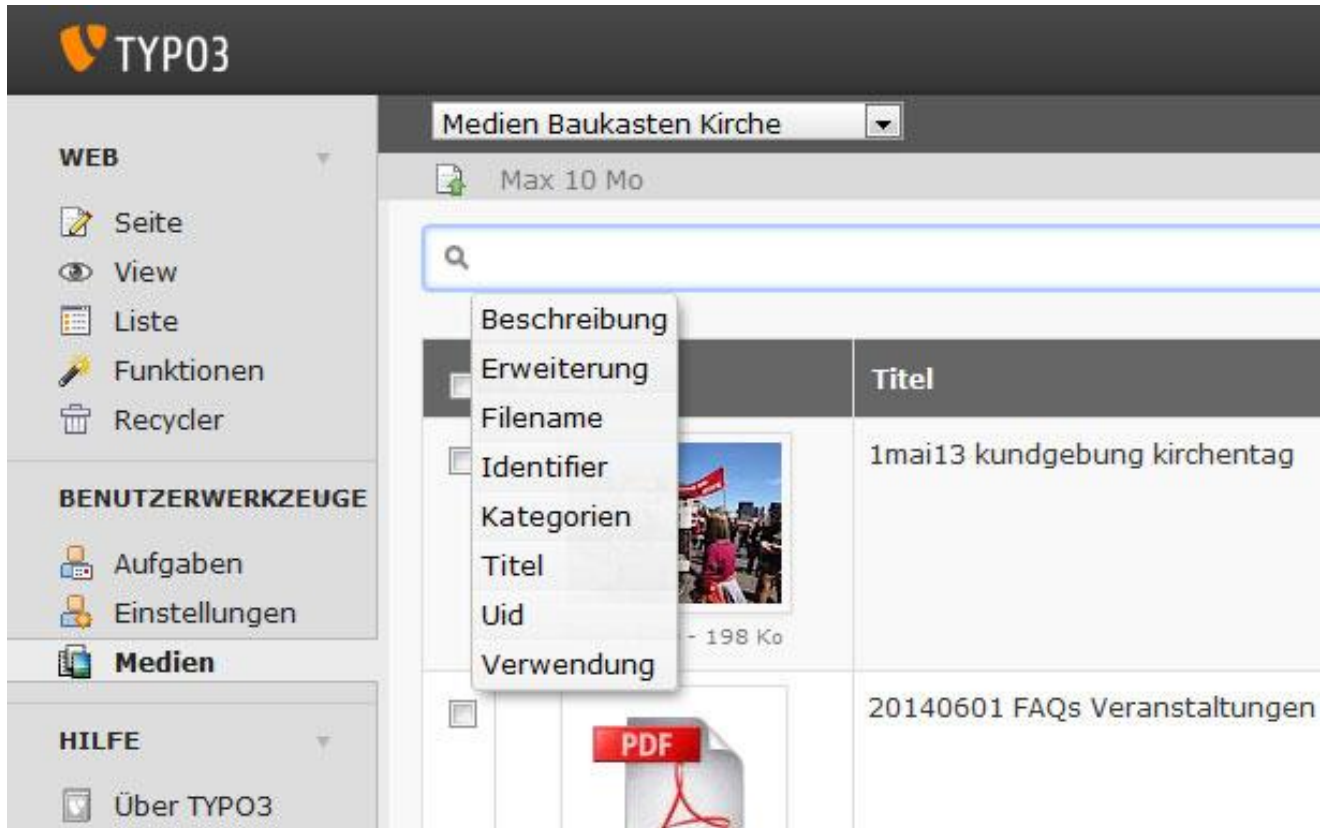 TYPO3
WEB
Seite
View
Liste
Funktionen
Recycler
BENUTZERWERKZEUGE
Aufgaben
Einstellungen
Medien
HILFE
Über TYPO3
Medien Baukasten Kirche
Max 10 Mo
Beschreibung
Erweiterung
Filename
Identifier
Kategorien
Titel
Uid
Verwendung
Titel
1mai13 kundgebung kirchentag
- 198 Ko
20140601 FAQs Veranstaltungen
PDF